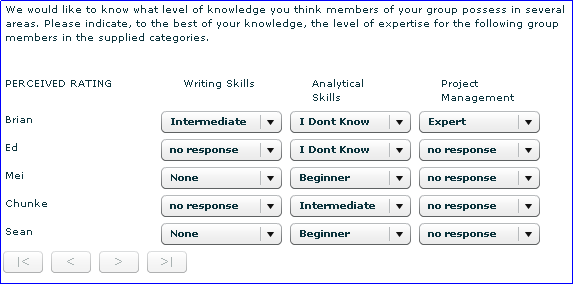 We would like to know what level of knowledge you think members of your group possess in several
areas. Please indicate, to the best of your knowledge, the level of expertise for the following group
members in the supplied categories.
PERCEIVED RATING Writing Skills Analytical Skills Project Management
Brian Intermediate I Dont Know Expert
Ed no response I Dont Know no response
Mei None Beginner no response
Chunke no response Intermediate no response
Sean None Beginner no response
|< < > >|